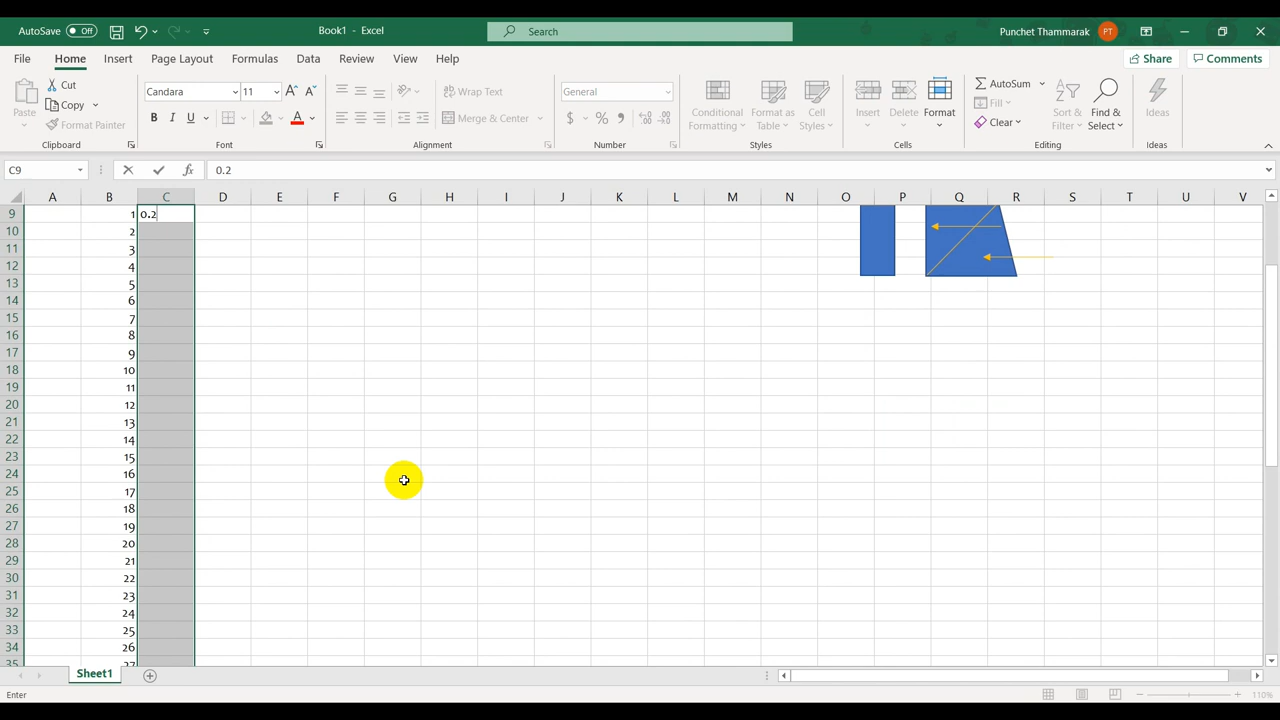 AutoSave Off Book1 - Excel Search Punchet Thammarak PT
File Home Insert Page Layout Formulas Data Review View Help Share Comments
Cut Candara 11 Wrap Text General AutoSum
Copy Fill
Paste Format Painter Merge & Center Conditional Formatting Format as Table Cell Styles Insert Delete Format Clear Sort & Filter Find & Select Ideas
Clipboard Font Alignment Number Styles Cells Editing Ideas
C9 0.2
A B C D E F G H I J K L M N O P Q R S T U V
9 1 0.2
10 2
11 3
12 4
13 5
14 6
15 7
16 8
17 9
18 10
19 11
20 12
21 13
22 14
23 15
24 16
25 17
26 18
27 19
28 20
29 21
30 22
31 23
32 24
33 25
34 26
35 27
Sheet1
Enter 110%